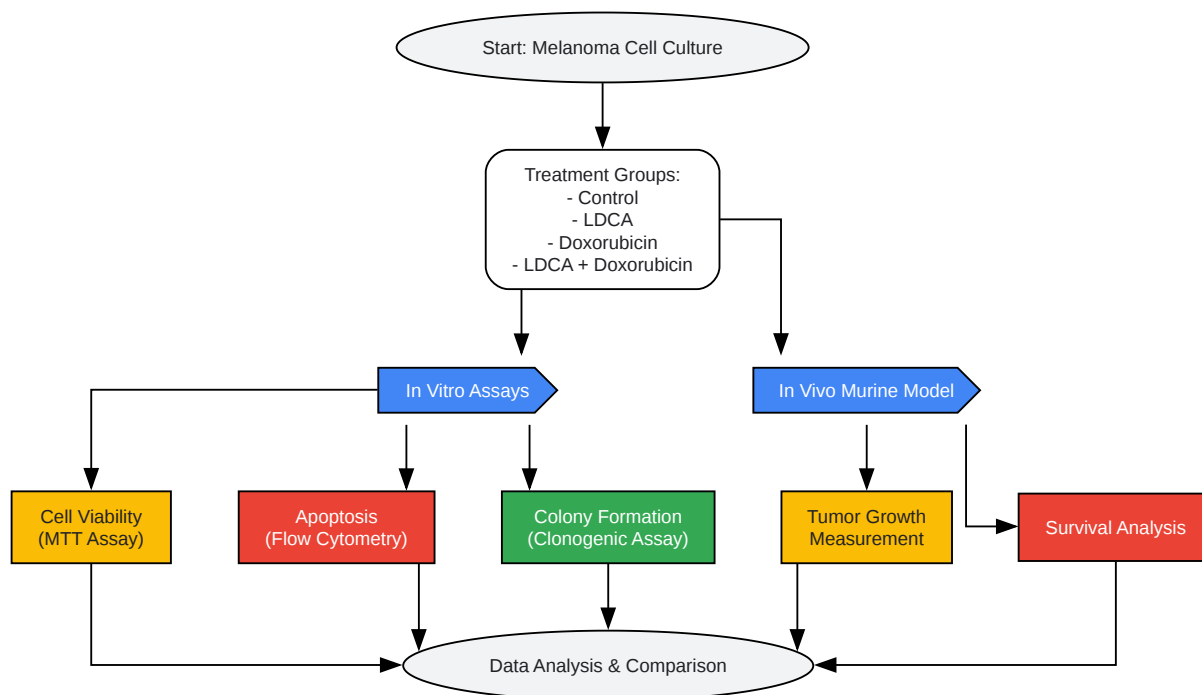 Start: Melanoma Cell Culture
Treatment Groups:
- Control
- LDCA
- Doxorubicin
- LDCA + Doxorubicin
In Vitro Assays
In Vivo Murine Model
Cell Viability
(MTT Assay)
Apoptosis
(Flow Cytometry)
Colony Formation
(Clonogenic Assay)
Tumor Growth
Measurement
Survival Analysis
Data Analysis & Comparison